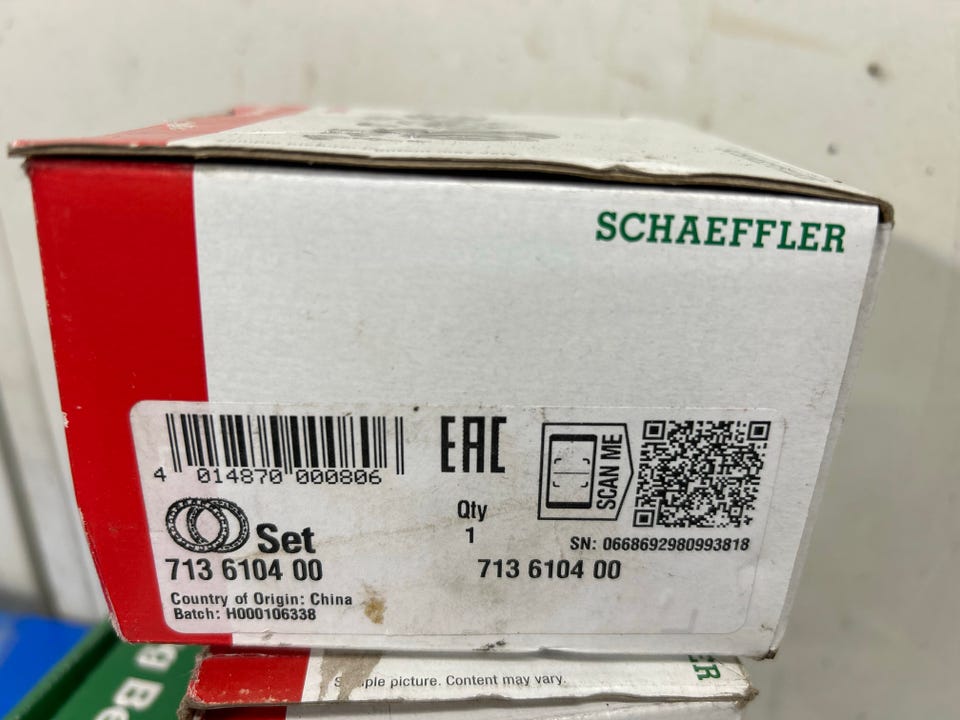 SCHAEFFLER
4 014870 000806
EAC
SCAN ME
Qty
1
SN: 0668692980993818
Set
713 6104 00
713 6104 00
Country of Origin: China
Batch: H000106338
picture. Content may vary.